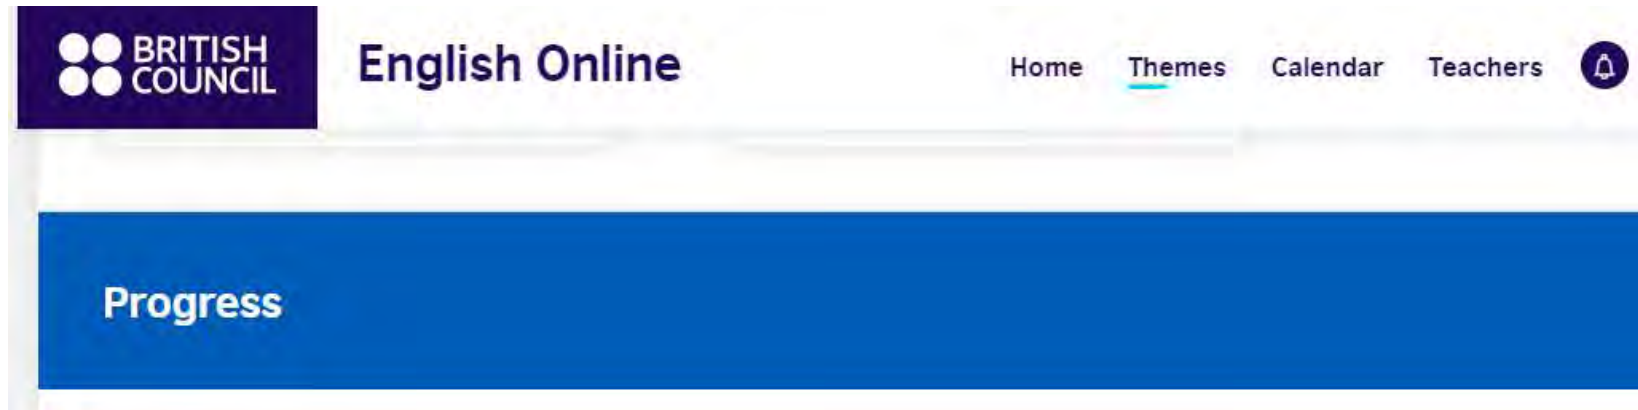 BRITISH
COUNCIL
English Online
Home Themes Calendar Teachers
Progress